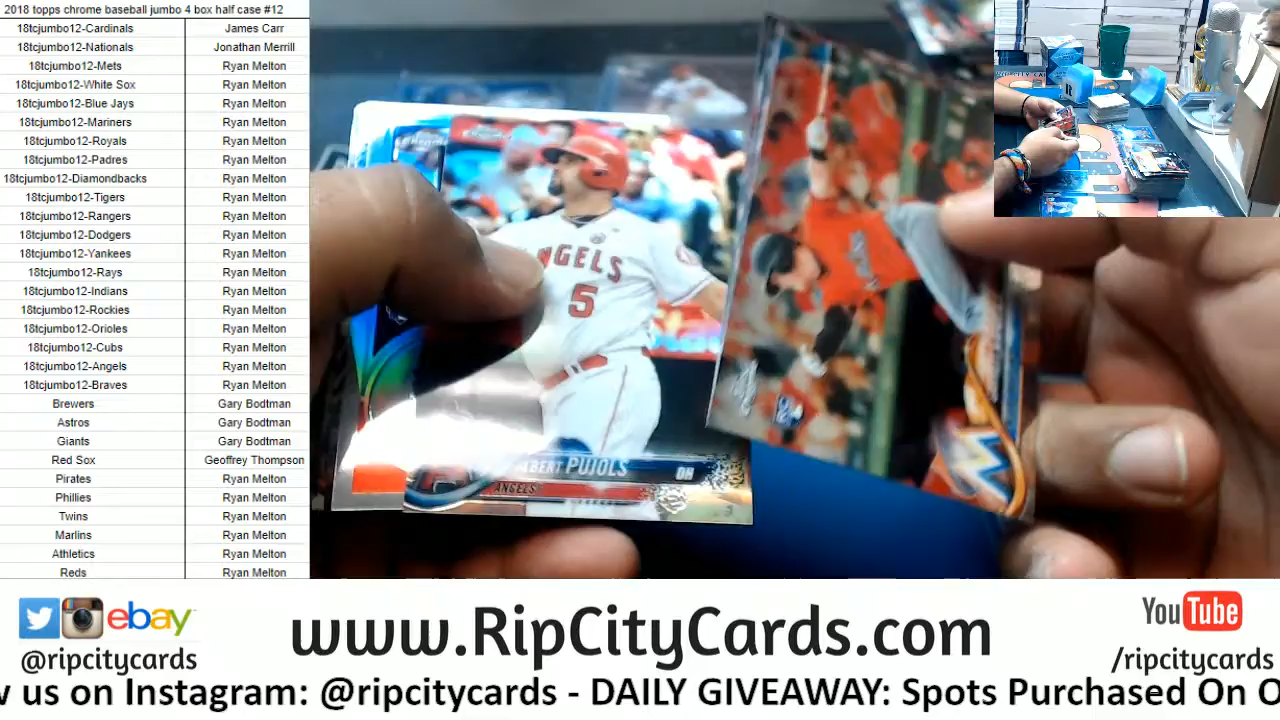 2018 topps chrome baseball jumbo 4 box half case #12
18tcjumbo12-Cardinals James Carr
18tcjumbo12-Nationals Jonathan Merrill
18tcjumbo12-Mets Ryan Melton
18tcjumbo12-White Sox Ryan Melton
18tcjumbo12-Blue Jays Ryan Melton
18tcjumbo12-Mariners Ryan Melton
18tcjumbo12-Royals Ryan Melton
18tcjumbo12-Padres Ryan Melton
18tcjumbo12-Diamondbacks Ryan Melton
18tcjumbo12-Tigers Ryan Melton
18tcjumbo12-Rangers Ryan Melton
18tcjumbo12-Dodgers Ryan Melton
18tcjumbo12-Yankees Ryan Melton
18tcjumbo12-Rays Ryan Melton
18tcjumbo12-Indians Ryan Melton
18tcjumbo12-Rockies Ryan Melton
18tcjumbo12-Orioles Ryan Melton
18tcjumbo12-Cubs Ryan Melton
18tcjumbo12-Angels Ryan Melton
18tcjumbo12-Braves Ryan Melton
Brewers Gary Bodtman
Astros Gary Bodtman
Giants Gary Bodtman
Red Sox Geoffrey Thompson
Pirates Ryan Melton
Phillies Ryan Melton
Twins Ryan Melton
Marlins Ryan Melton
Athletics Ryan Melton
Reds Ryan Melton
ANGELS
5
PUJOLS DH
ANGELS
ebay
@ripcitycards
www.RipCityCards.com
YouTube
/ripcitycards
w us on Instagram: @ripcitycards - DAILY GIVEAWAY: Spots Purchased On O